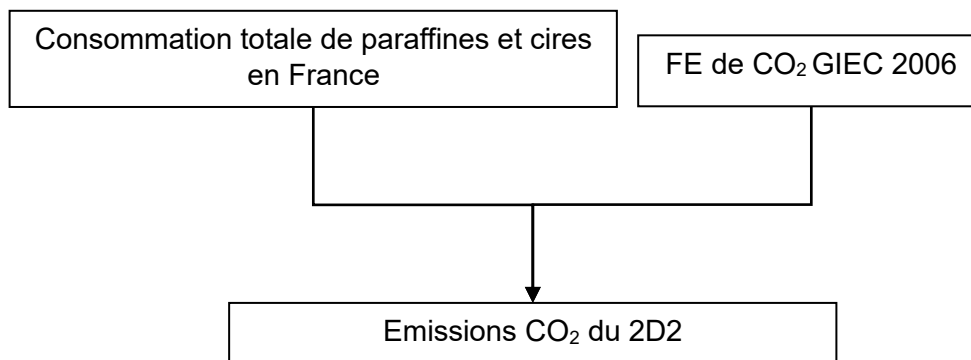 Consommation totale de paraffines et cires
en France
FE de CO₂ GIEC 2006
Emissions CO₂ du 2D2